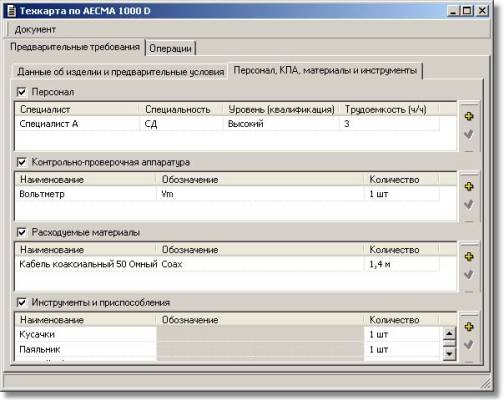 Техкарта по AECMA 1000 D
Документ
Предварительные требования Операции
Данные об изделии и предварительные условия Персонал, КПА, материалы и инструменты
Персонал
Специалист Специальность Уровень (квалификация) Трудоемкость (ч/ч)
Специалист А СД Высокий 3
Контрольно-проверочная аппаратура
Наименование Обозначение Количество
Вольтметр Vm 1 шт
Расходуемые материалы
Наименование Обозначение Количество
Кабель коаксиальный 50 Омный Coax 1,4 м
Инструменты и приспособления
Наименование Обозначение Количество
Кусачки 1 шт
Паяльник 1 шт